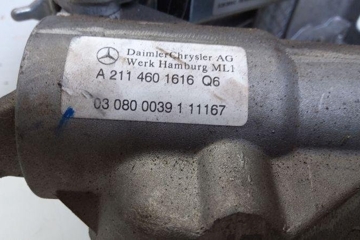 DaimlerChrysler AG
Werk Hamburg ML1
A 211 460 1616 Q6
03 080 0039 1 11167